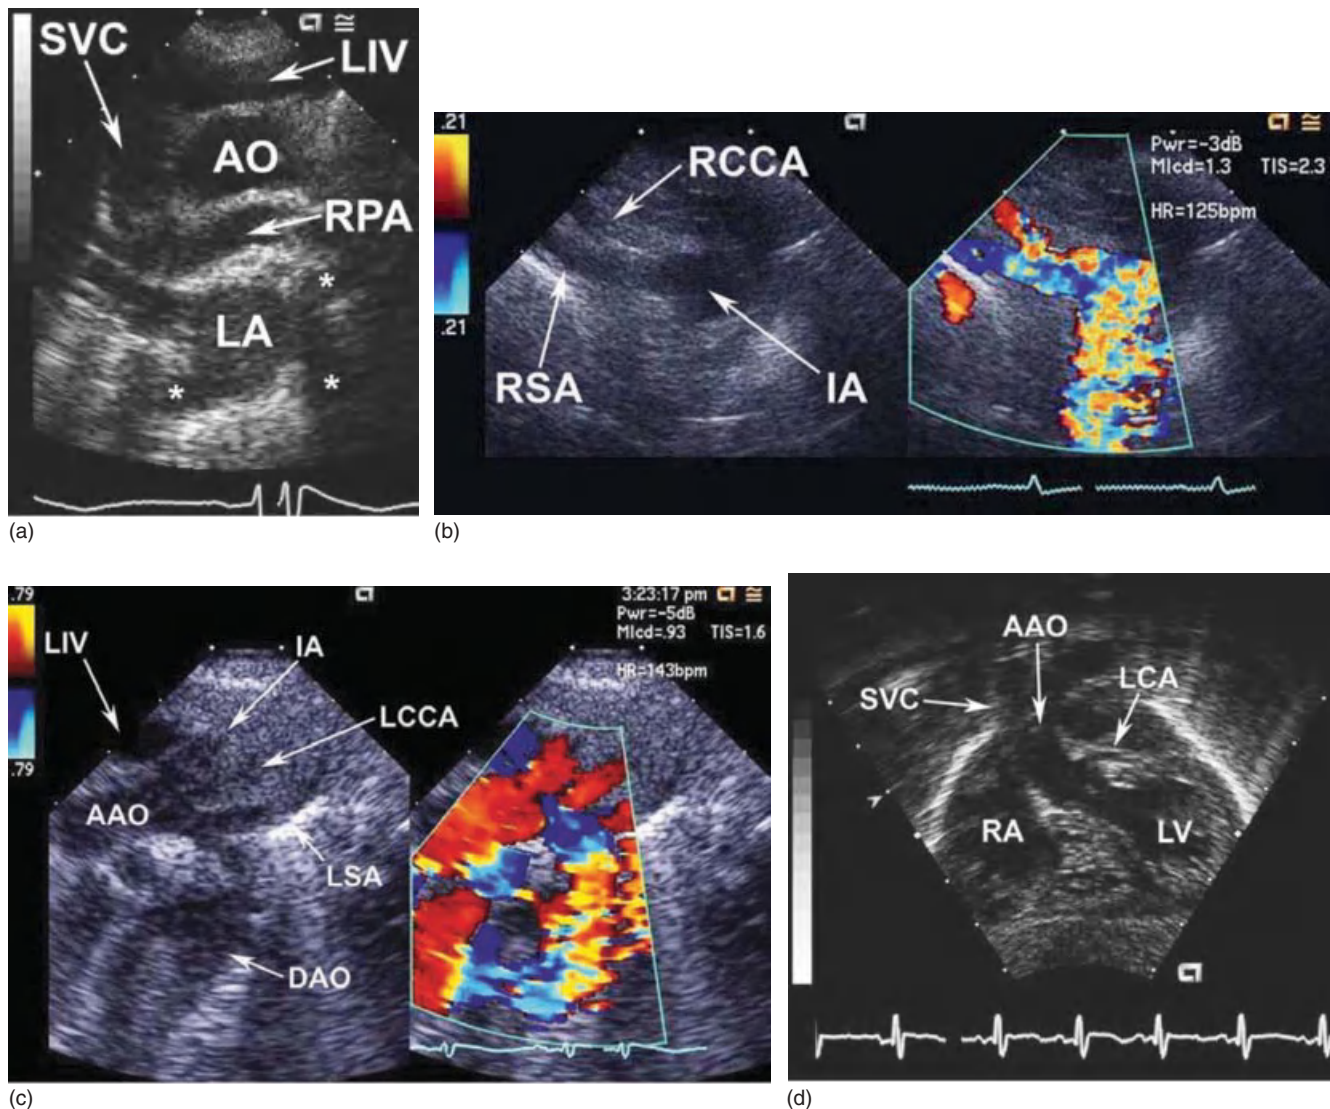 SVC
LIV
AO
RPA
*
LA
*
*
(a)
.21
.21
RCCA
RSA
IA
Pwr=-3dB
MIcd=1.3 TIS=2.3
HR=125bpm
(b)
.79
.79
LIV
IA
LCCA
AAO
LSA
DAO
3:23:17 pm
Pwr=-5dB
MIcd=.93 TIS=1.6
HR=143bpm
(c)
AAO
SVC
LCA
RA
LV
(d)